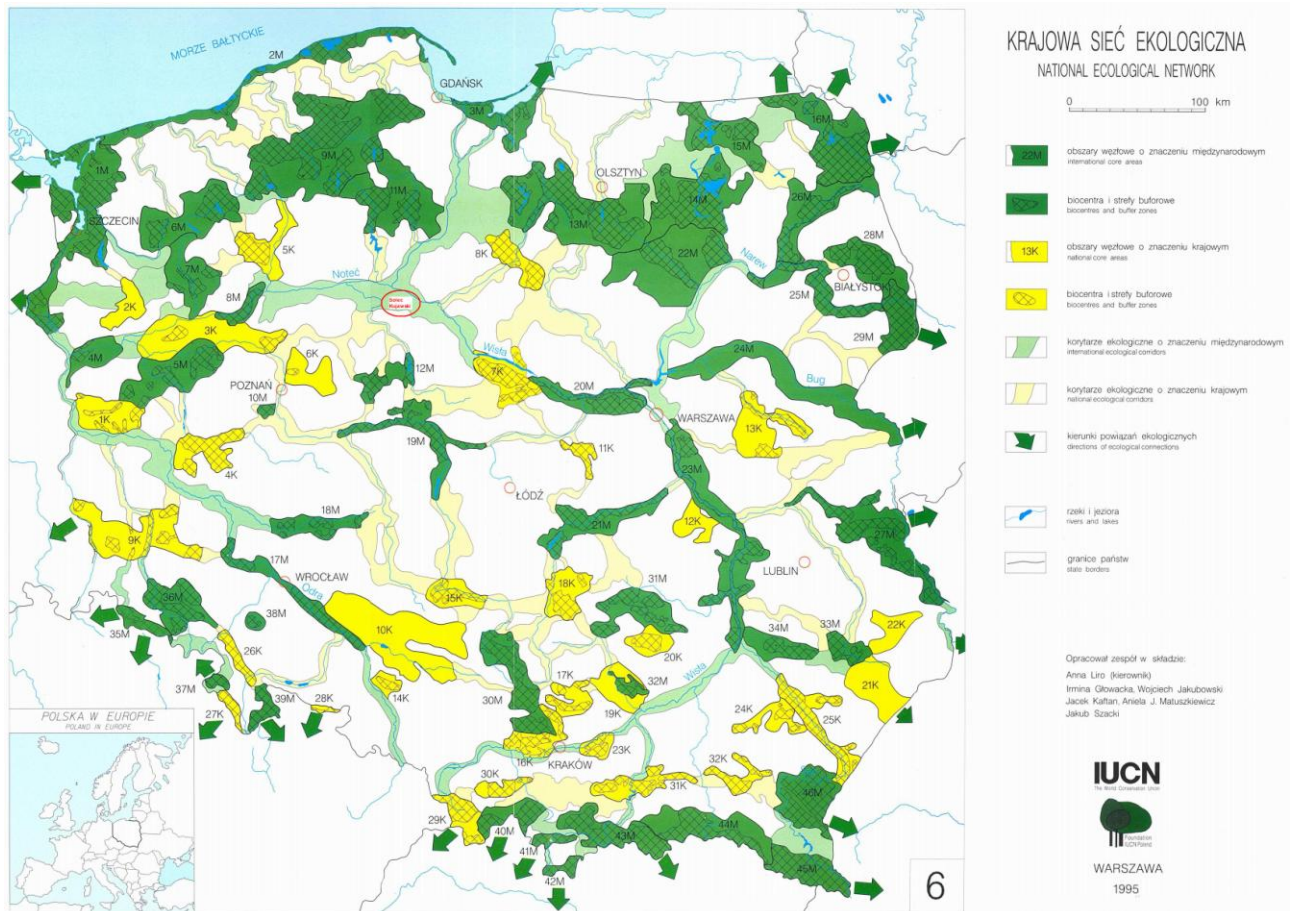 MORZE BAŁTYCKIE
2M
GDAŃSK
3M
16M
1M
9M
15M
OLSZTYN
SZCZECIN
11M
14M
26M
6M
13M
5K
8K
22M
28M
7M
Noteć
Narew
BIAŁYSTOK
8M
25M
2K
Solec
Kujawski
3K
29M
4M
5M
6K
Wisła
24M
12M
7K
20M
Bug
POZNAŃ
10M
WARSZAWA
1K
13K
19M
4K
11K
23M
ŁÓDŹ
18M
12K
21M
27M
9K
17M
WROCŁAW
LUBLIN
Odra
31M
18K
36M
15K
38M
34M
33M
22K
35M
10K
20K
26K
Wisła
17K
32M
21K
37M
39M
28K
14K
30M
19K
27K
24K
25K
23K
16K
KRAKÓW
32K
30K
31K
46M
29K
40M
44M
43M
41M
45M
42M
6
POLSKA W EUROPIE
POLAND IN EUROPE
KRAJOWA SIEĆ EKOLOGICZNA
NATIONAL ECOLOGICAL NETWORK
0 100 km
22M obszary węzłowe o znaczeniu międzynarodowym
international core areas
biocentra i strefy buforowe
biocentres and buffer zones
13K obszary węzłowe o znaczeniu krajowym
national core areas
biocentra i strefy buforowe
biocentres and buffer zones
korytarze ekologiczne o znaczeniu międzynarodowym
international ecological corridors
korytarze ekologiczne o znaczeniu krajowym
national ecological corridors
kierunki powiązań ekologicznych
directions of ecological connections
rzeki i jeziora
rivers and lakes
granice państw
state borders
Opracował zespół w składzie:
Anna Liro (kierownik)
Irmina Głowacka, Wojciech Jakubowski
Jacek Kaftan, Aniela J. Matuszkiewicz
Jakub Szacki
IUCN
The World Conservation Union
Foundation
IUCN Poland
WARSZAWA
1995